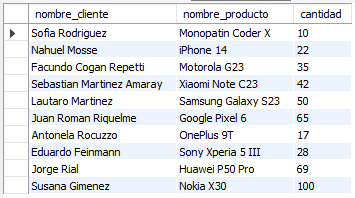 nombre_cliente nombre_producto cantidad
Sofia Rodriguez Monopatin Coder X 10
Nahuel Mosse iPhone 14 22
Facundo Cogan Repetti Motorola G23 35
Sebastian Martinez Amaray Xiaomi Note C23 42
Lautaro Martinez Samsung Galaxy S23 50
Juan Roman Riquelme Google Pixel 6 65
Antonela Rocuzzo OnePlus 9T 17
Eduardo Feinmann Sony Xperia 5 III 28
Jorge Rial Huawei P50 Pro 69
Susana Gimenez Nokia X30 100